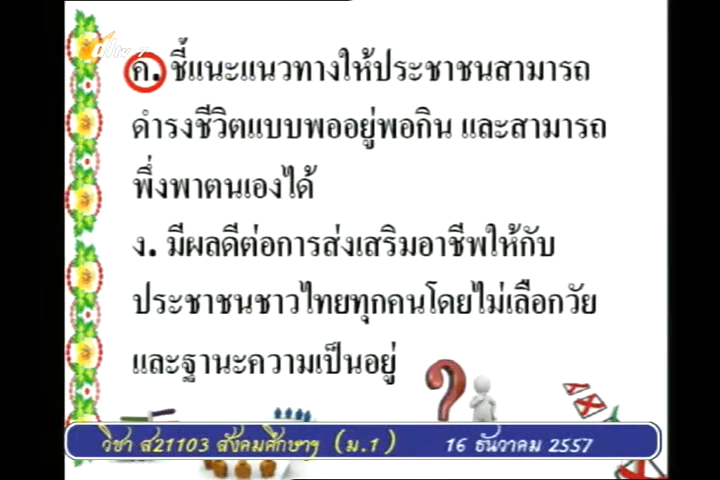 dltv 4
ค. ชี้แนะแนวทางให้ประชาชนสามารถ
ดำรงชีวิตแบบพออยู่พอกิน และสามารถ
พึ่งพาตนเองได้
ง. มีผลดีต่อการส่งเสริมอาชีพให้กับ
ประชาชนชาวไทยทุกคนโดยไม่เลือกวัย
และฐานะความเป็นอยู่
วิชา ส21103 สังคมศึกษาฯ (ม.1) 16 ธันวาคม 2557